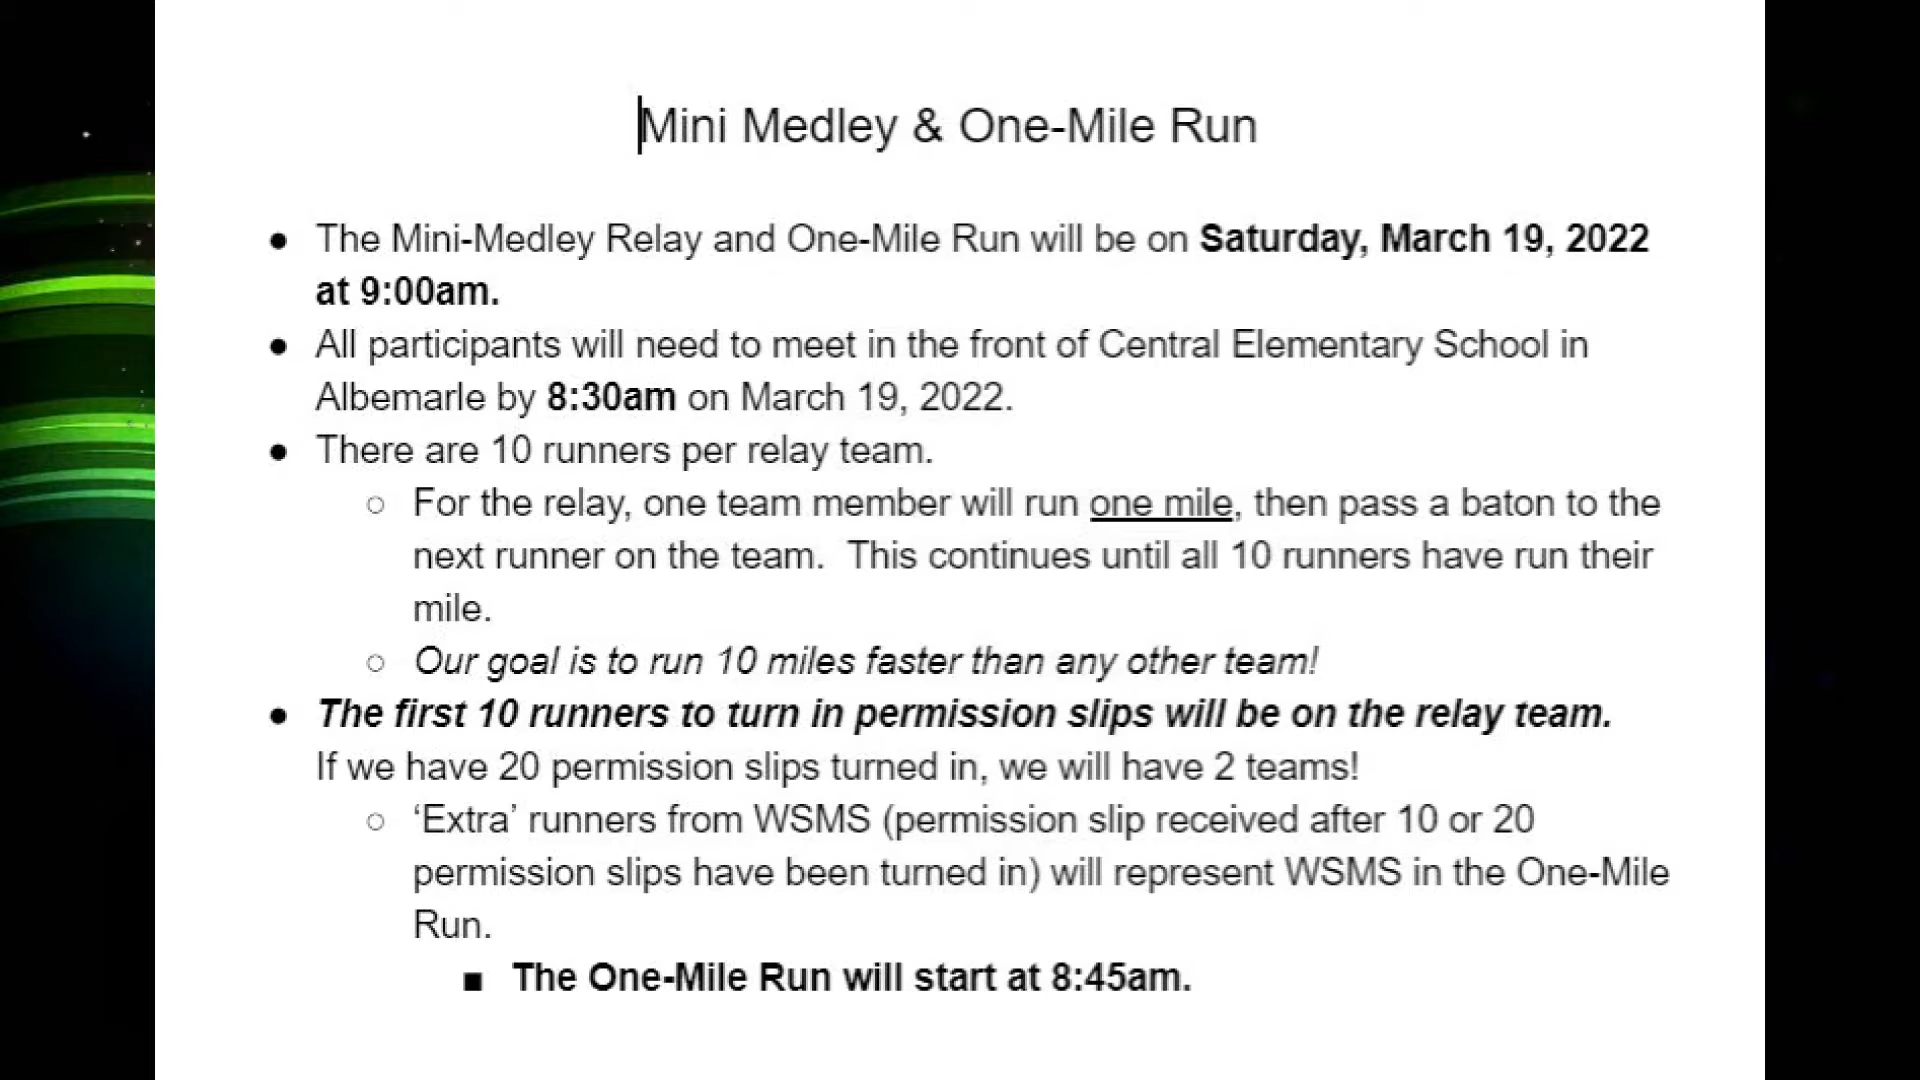 Mini Medley & One-Mile Run
● The Mini-Medley Relay and One-Mile Run will be on Saturday, March 19, 2022
at 9:00am.
● All participants will need to meet in the front of Central Elementary School in
Albemarle by 8:30am on March 19, 2022.
● There are 10 runners per relay team.
○ For the relay, one team member will run one mile, then pass a baton to the
next runner on the team.  This continues until all 10 runners have run their
mile.
○ Our goal is to run 10 miles faster than any other team!
● The first 10 runners to turn in permission slips will be on the relay team.
If we have 20 permission slips turned in, we will have 2 teams!
○ ‘Extra’ runners from WSMS (permission slip received after 10 or 20
permission slips have been turned in) will represent WSMS in the One-Mile
Run.
■ The One-Mile Run will start at 8:45am.